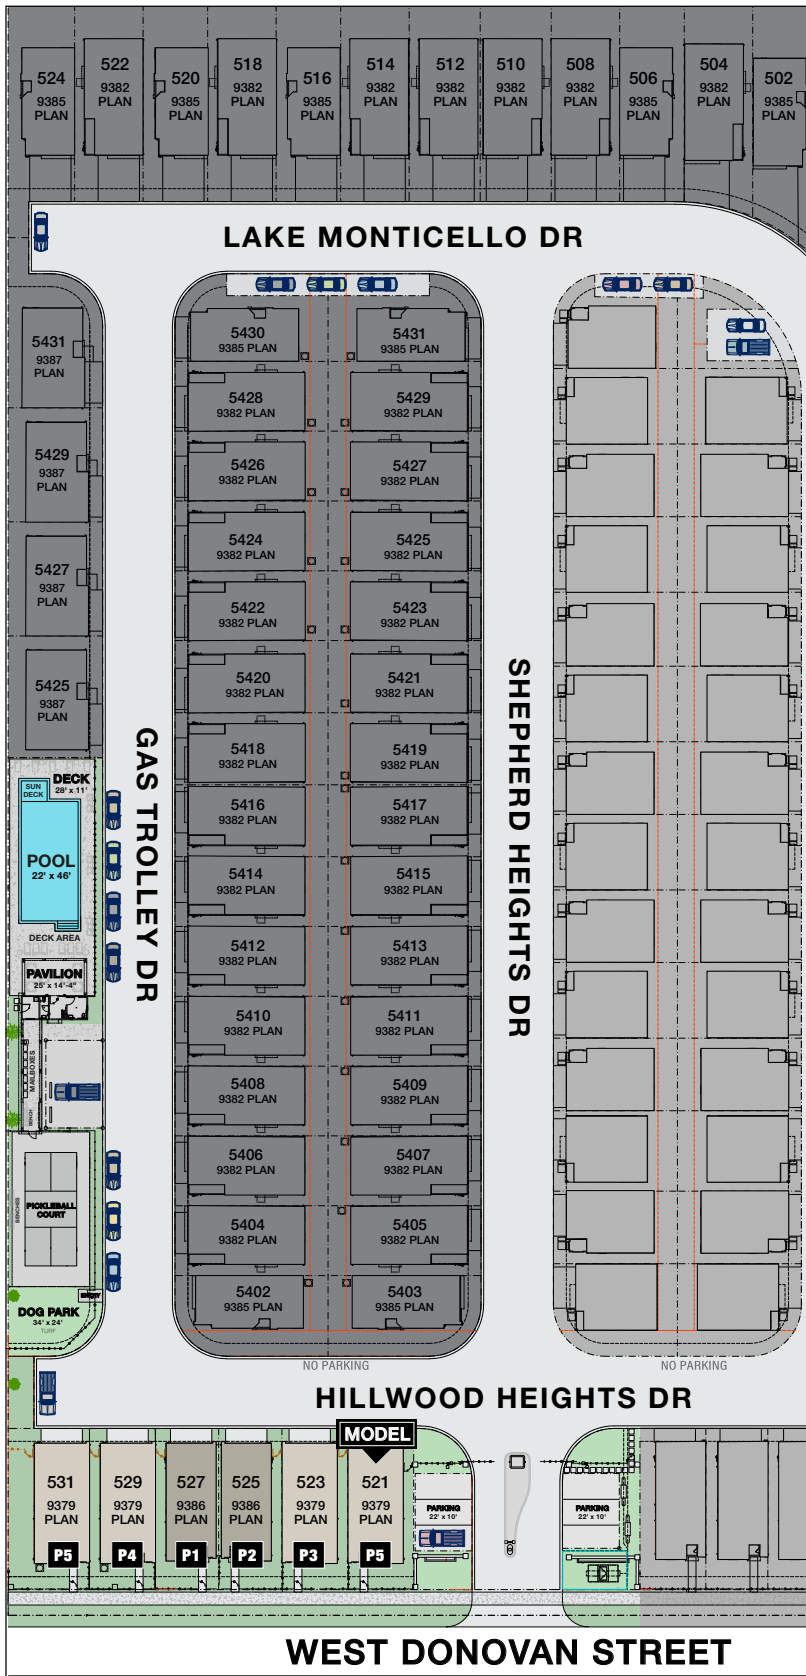 524
9385
PLAN
522
9382
PLAN
520
9385
PLAN
518
9382
PLAN
516
9385
PLAN
514
9382
PLAN
512
9382
PLAN
510
9382
PLAN
508
9382
PLAN
506
9385
PLAN
504
9382
PLAN
502
9385
PLAN
LAKE MONTICELLO DR
5431
9387
PLAN
5429
9387
PLAN
5427
9387
PLAN
5425
9387
PLAN
5430
9385 PLAN
5431
9385 PLAN
5428
9382 PLAN
5429
9382 PLAN
5426
9382 PLAN
5427
9382 PLAN
5424
9382 PLAN
5425
9382 PLAN
5422
9382 PLAN
5423
9382 PLAN
5420
9382 PLAN
5421
9382 PLAN
5418
9382 PLAN
5419
9382 PLAN
5416
9382 PLAN
5417
9382 PLAN
5414
9382 PLAN
5415
9382 PLAN
5412
9382 PLAN
5413
9382 PLAN
5410
9382 PLAN
5411
9382 PLAN
5408
9382 PLAN
5409
9382 PLAN
5406
9382 PLAN
5407
9382 PLAN
5404
9382 PLAN
5405
9382 PLAN
5402
9385 PLAN
5403
9385 PLAN
GAS TROLLEY DR
SHEPHERD HEIGHTS DR
DECK
28' x 11'
SUN
DECK
POOL
22' x 46'
DECK AREA
PAVILION
25' x 14'-4"
MAILBOXES
BENCH
BENCHES
PICKLEBALL
COURT
ENTRY
DOG PARK
34' x 24'
TURF
NO PARKING
NO PARKING
HILLWOOD HEIGHTS DR
MODEL
531
9379
PLAN
P5
529
9379
PLAN
P4
527
9386
PLAN
P1
525
9386
PLAN
P2
523
9379
PLAN
P3
521
9379
PLAN
P5
PARKING
22' x 10'
PARKING
22' x 10'
WEST DONOVAN STREET